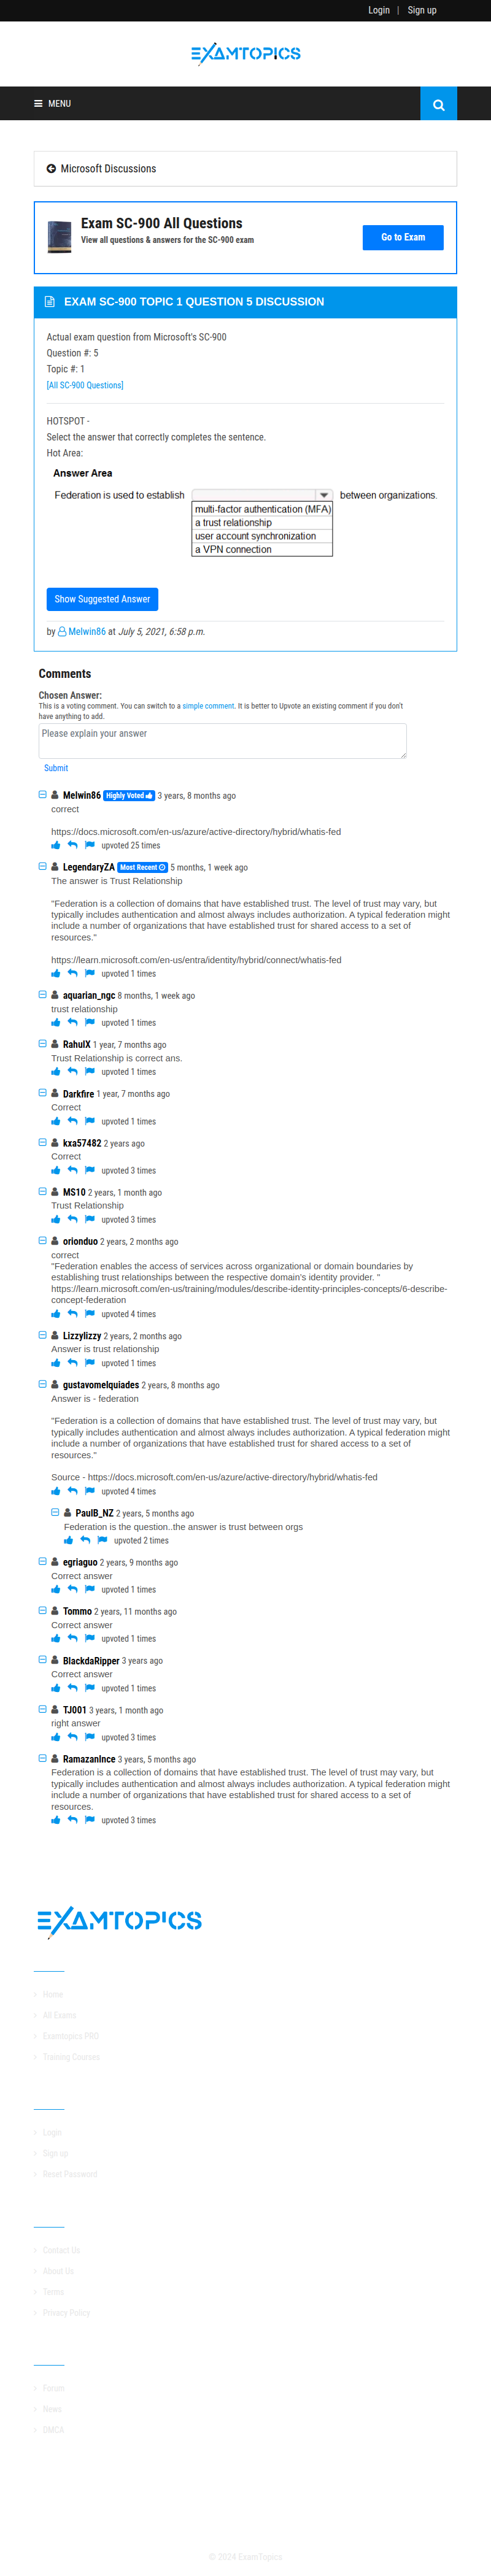 Login | Sign up
EXAMTOPICS
MENU
Microsoft Discussions
Exam SC-900 All Questions
View all questions & answers for the SC-900 exam
Go to Exam
EXAM SC-900 TOPIC 1 QUESTION 5 DISCUSSION
Actual exam question from Microsoft's SC-900
Question #: 5
Topic #: 1
[All SC-900 Questions]
HOTSPOT -
Select the answer that correctly completes the sentence.
Hot Area:
Answer Area
Federation is used to establish between organizations.
multi-factor authentication (MFA)
a trust relationship
user account synchronization
a VPN connection
Show Suggested Answer
by Melwin86 at July 5, 2021, 6:58 p.m.
Comments
Chosen Answer:
This is a voting comment. You can switch to a simple comment. It is better to Upvote an existing comment if you don't
have anything to add.
Please explain your answer
Submit
Melwin86 Highly Voted 3 years, 8 months ago
correct
https://docs.microsoft.com/en-us/azure/active-directory/hybrid/whatis-fed
upvoted 25 times
LegendaryZA Most Recent 5 months, 1 week ago
The answer is Trust Relationship
"Federation is a collection of domains that have established trust. The level of trust may vary, but
typically includes authentication and almost always includes authorization. A typical federation might
include a number of organizations that have established trust for shared access to a set of
resources."
https://learn.microsoft.com/en-us/entra/identity/hybrid/connect/whatis-fed
upvoted 1 times
aquarian_ngc 8 months, 1 week ago
trust relationship
upvoted 1 times
RahulX 1 year, 7 months ago
Trust Relationship is correct ans.
upvoted 1 times
Darkfire 1 year, 7 months ago
Correct
upvoted 1 times
kxa57482 2 years ago
Correct
upvoted 3 times
MS10 2 years, 1 month ago
Trust Relationship
upvoted 3 times
orionduo 2 years, 2 months ago
correct
"Federation enables the access of services across organizational or domain boundaries by
establishing trust relationships between the respective domain's identity provider. "
https://learn.microsoft.com/en-us/training/modules/describe-identity-principles-concepts/6-describe-
concept-federation
upvoted 4 times
Lizzylizzy 2 years, 2 months ago
Answer is trust relationship
upvoted 1 times
gustavomelquiades 2 years, 8 months ago
Answer is - federation
"Federation is a collection of domains that have established trust. The level of trust may vary, but
typically includes authentication and almost always includes authorization. A typical federation might
include a number of organizations that have established trust for shared access to a set of
resources."
Source - https://docs.microsoft.com/en-us/azure/active-directory/hybrid/whatis-fed
upvoted 4 times
PaulB_NZ 2 years, 5 months ago
Federation is the question..the answer is trust between orgs
upvoted 2 times
egriaguo 2 years, 9 months ago
Correct answer
upvoted 1 times
Tommo 2 years, 11 months ago
Correct answer
upvoted 1 times
BlackdaRipper 3 years ago
Correct answer
upvoted 1 times
TJ001 3 years, 1 month ago
right answer
upvoted 3 times
RamazanInce 3 years, 5 months ago
Federation is a collection of domains that have established trust. The level of trust may vary, but
typically includes authentication and almost always includes authorization. A typical federation might
include a number of organizations that have established trust for shared access to a set of
resources.
upvoted 3 times
EXAMTOPICS
Home
All Exams
Examtopics PRO
Training Courses
Login
Sign up
Reset Password
Contact Us
About Us
Terms
Privacy Policy
Forum
News
DMCA
© 2024 ExamTopics